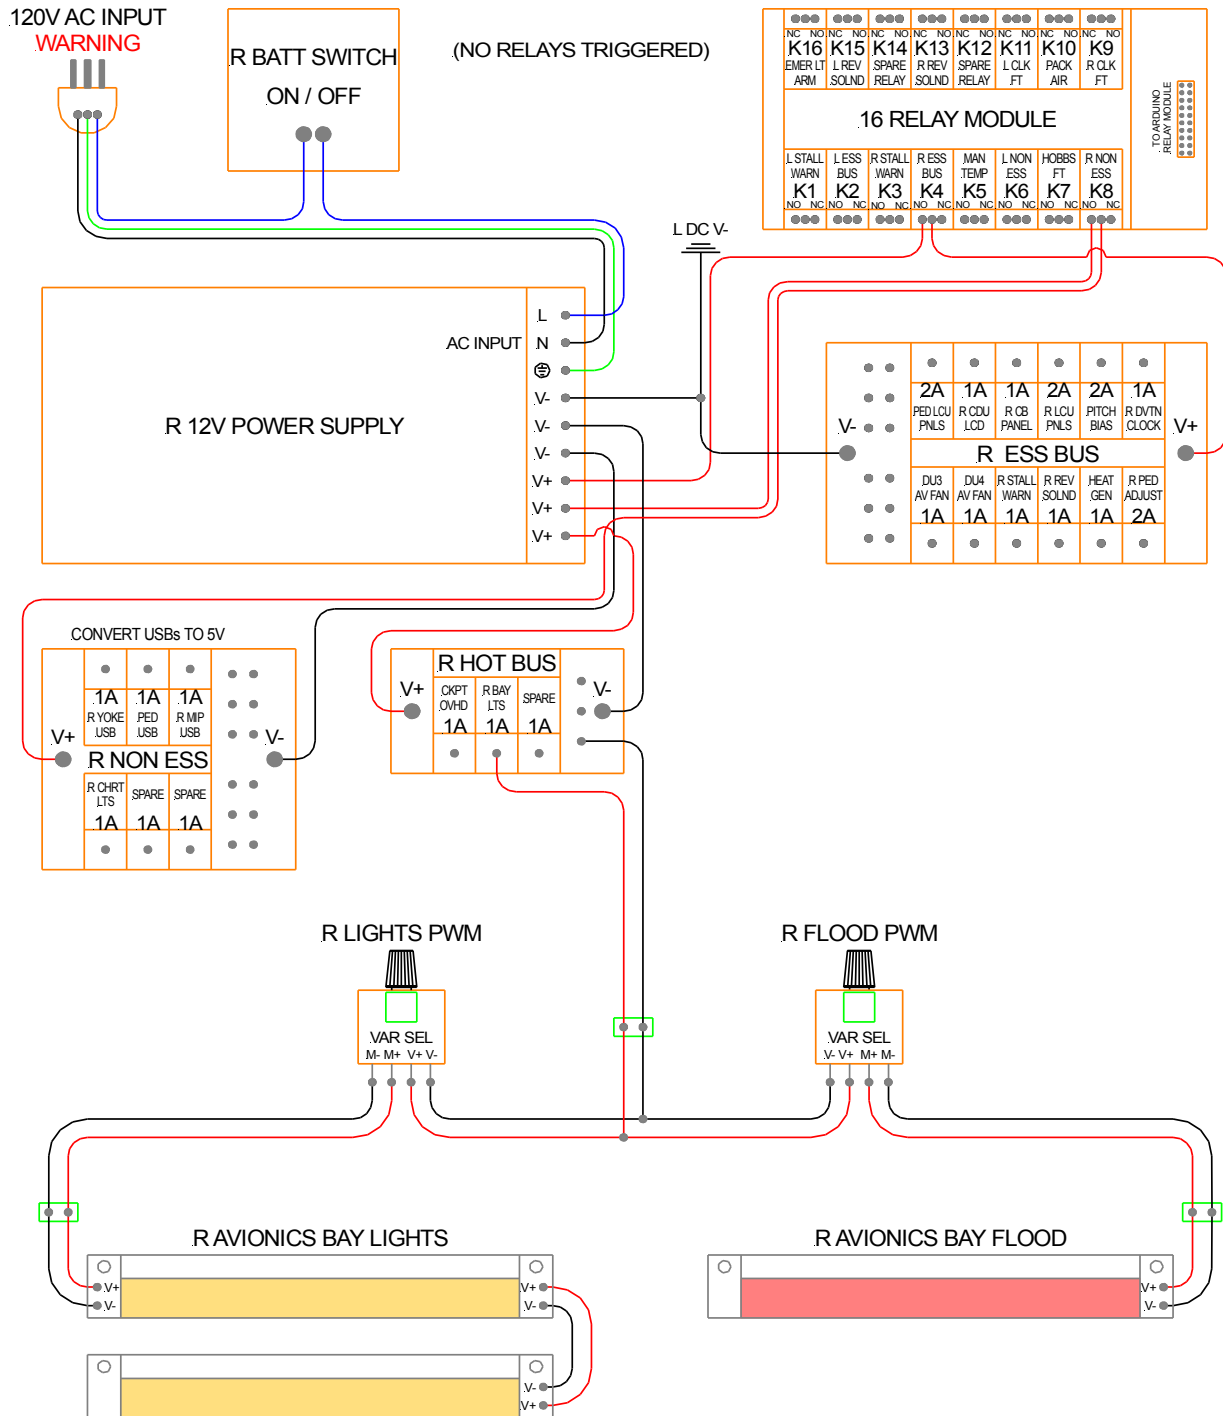 120V AC INPUT
WARNING
R BATT SWITCH
ON / OFF
(NO RELAYS TRIGGERED)
NC NO NC NO NC NO NC NO NC NO NC NO NC NO NC NO
K16 K15 K14 K13 K12 K11 K10 K9
EMER LT L REV SPARE R REV SPARE L CLK PACK R CLK
ARM SOLND RELAY SOLND RELAY FT AIR FT
16 RELAY MODULE
TO ARDUINO
RELAY MODULE
L STALL L ESS R STALL R ESS MAN L NON HOBBS R NON
WARN BUS WARN BUS TEMP ESS FT ESS
K1 K2 K3 K4 K5 K6 K7 K8
NO NC NO NC NO NC NO NC NO NC NO NC NO NC NO NC
L DC V-
R 12V POWER SUPPLY
AC INPUT
L
N
V-
V-
V-
V+
V+
V+
2A 1A 1A 2A 2A 1A
PED LCU R CDU R CB R LCU PITCH R DVTN
PNLS LCD PANEL PNLS BIAS CLOCK
V- V+
R ESS BUS
DU3 DU4 R STALL R REV HEAT R PED
AV FAN AV FAN WARN SOLND GEN ADJUST
1A 1A 1A 1A 1A 2A
CONVERT USBs TO 5V
1A 1A 1A
R YOKE PED R MIP
USB USB USB
V+ V-
R NON ESS
R CHRT SPARE SPARE
LTS
1A 1A 1A
R HOT BUS
V+ V-
CKPT R BAY SPARE
OVHD LTS
1A 1A 1A
R LIGHTS PWM
VAR SEL
M- M+ V+ V-
R FLOOD PWM
VAR SEL
V- V+ M+ M-
R AVIONICS BAY LIGHTS
V+ V+
V- V-
V-
V+
R AVIONICS BAY FLOOD
V+
V-